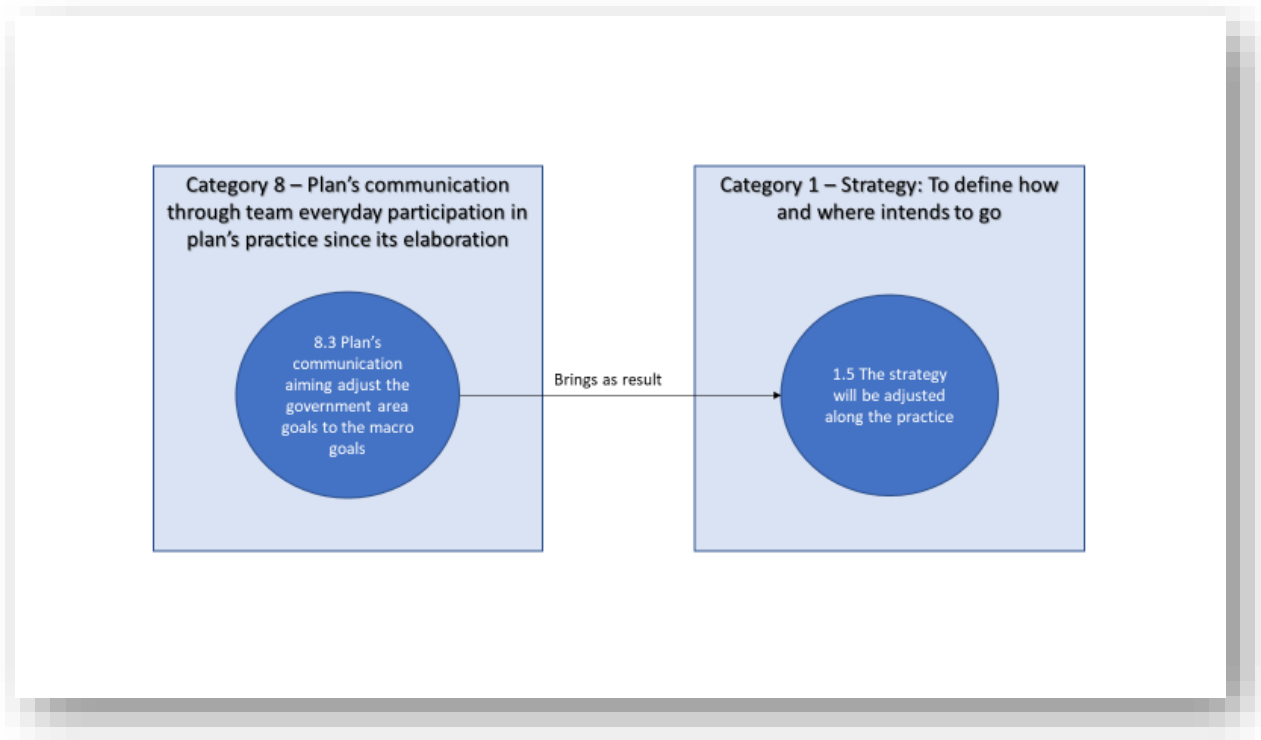 Category 8 – Plan's communication
through team everyday participation in
plan's practice since its elaboration
8.3 Plan's
communication
aiming adjust the
government area
goals to the macro
goals
Brings as result
Category 1 – Strategy: To define how
and where intends to go
1.5 The strategy
will be adjusted
along the practice